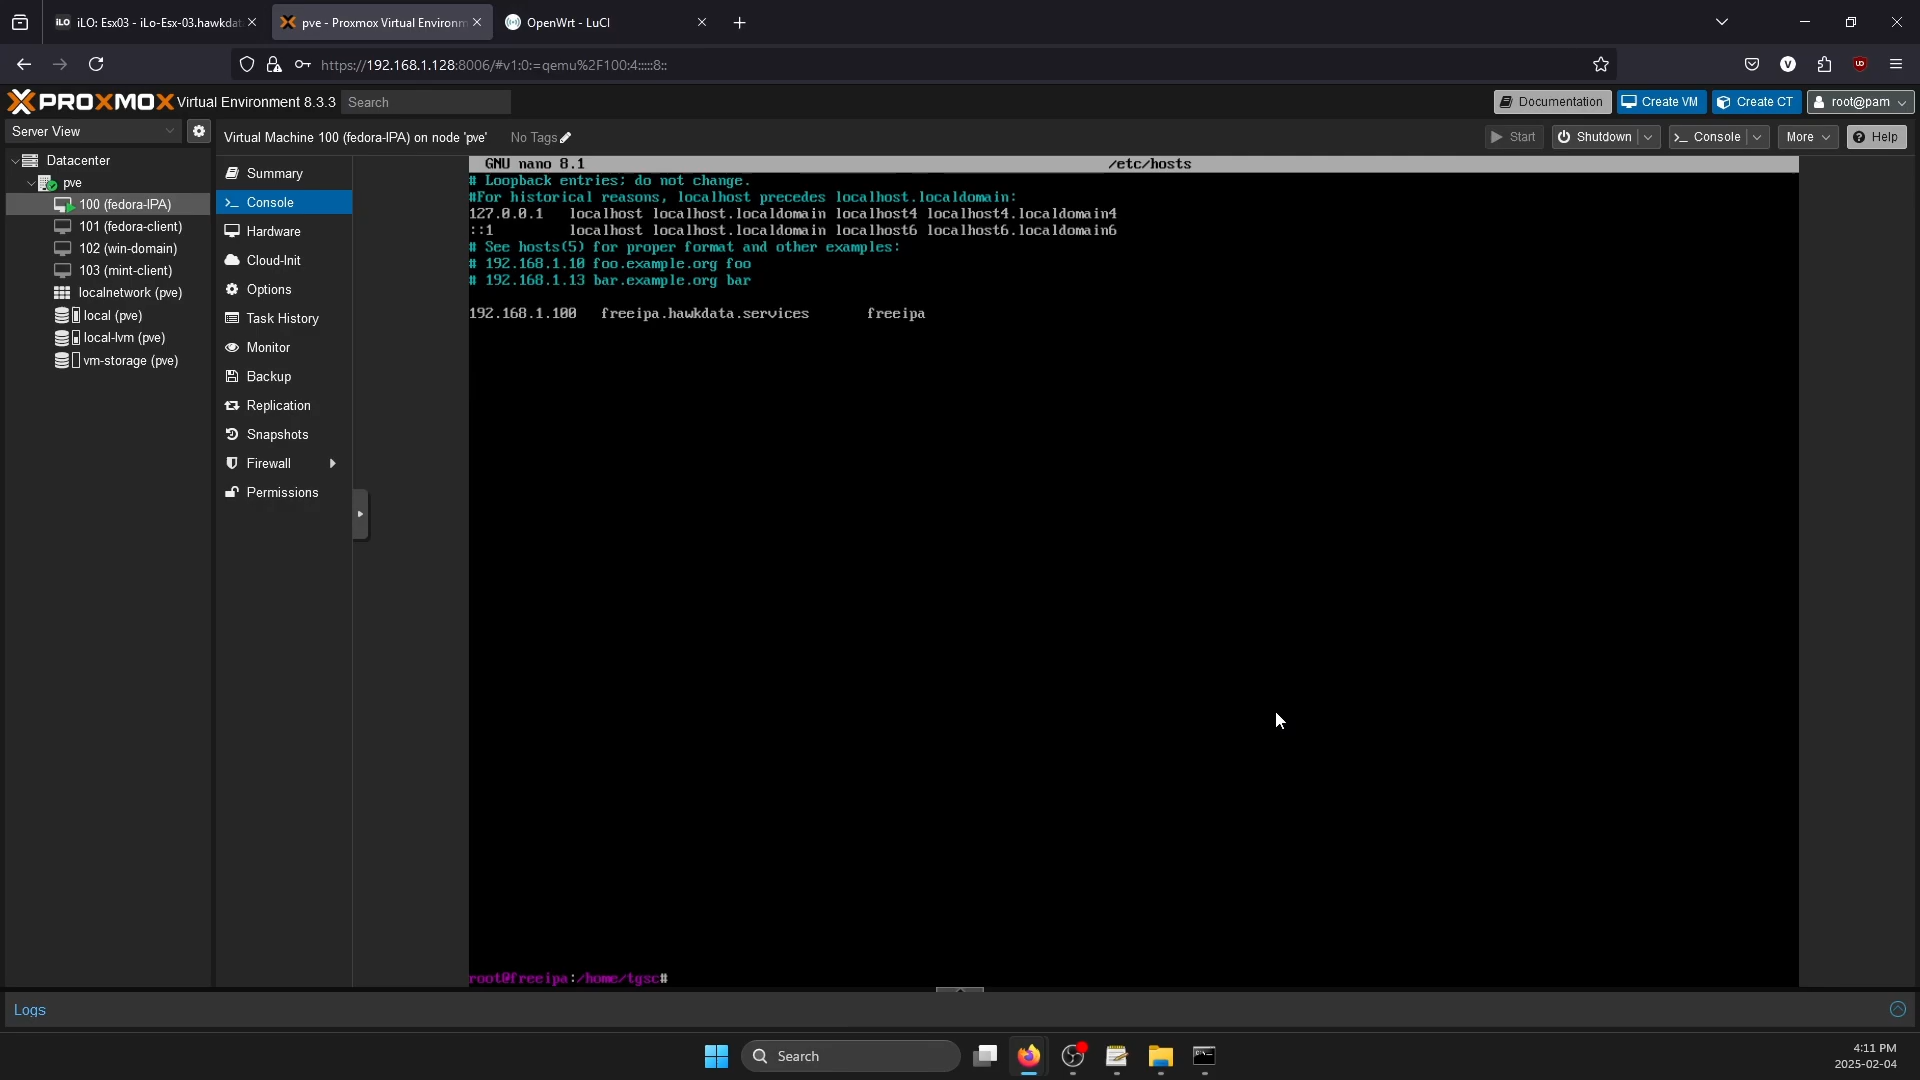 iLO: Esx03 - iLo-Esx-03.hawkdat
pve - Proxmox Virtual Environm
OpenWrt - LuCI
https://192.168.1.128:8006/#v1:0:=qemu%2F100:4:::::8::
PROXMOX Virtual Environment 8.3.3
Search
Documentation
Create VM
Create CT
root@pam
Server View
Virtual Machine 100 (fedora-IPA) on node 'pve'
No Tags
Start
Shutdown
Console
More
Help
Datacenter
pve
100 (fedora-IPA)
101 (fedora-client)
102 (win-domain)
103 (mint-client)
localnetwork (pve)
local (pve)
local-lvm (pve)
vm-storage (pve)
Summary
Console
Hardware
Cloud-Init
Options
Task History
Monitor
Backup
Replication
Snapshots
Firewall
Permissions
GNU nano 8.1 /etc/hosts
# Loopback entries; do not change.
#For historical reasons, localhost precedes localhost.localdomain:
127.0.0.1 localhost localhost.localdomain localhost4 localhost4.localdomain4
::1 localhost localhost.localdomain localhost6 localhost6.localdomain6
# See hosts(5) for proper format and other examples:
# 192.168.1.10 foo.example.org foo
# 192.168.1.13 bar.example.org bar
192.168.1.100 freeipa.hawkdata.services freeipa
root@freeipa:/home/tgsc#
Logs
Search
4:11 PM
2025-02-04